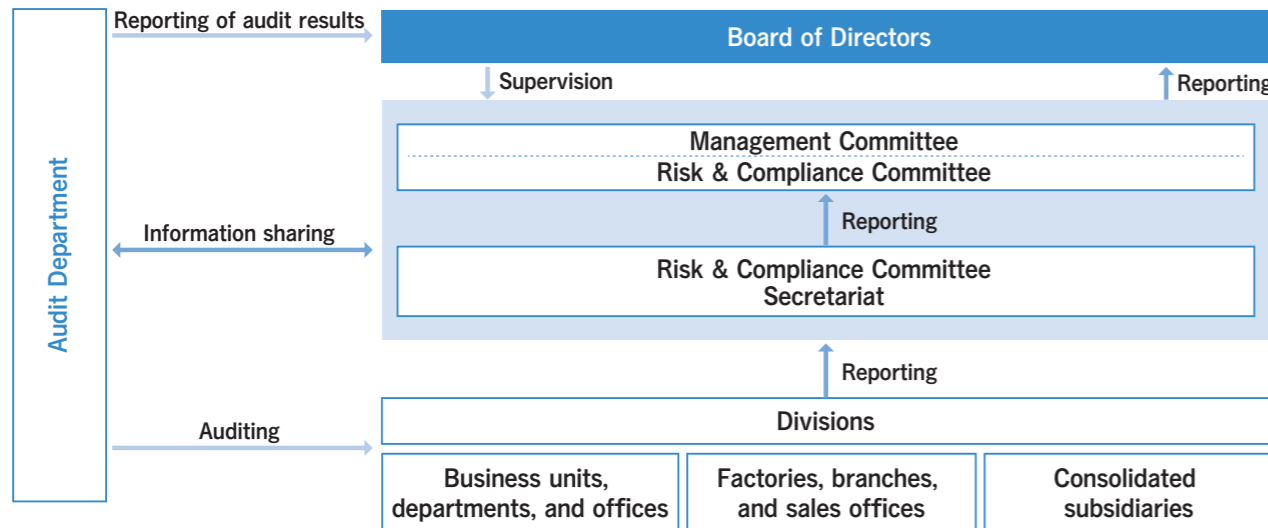 Reporting of audit results
Board of Directors
Supervision
Reporting
Management Committee
Risk & Compliance Committee
Audit Department
Information sharing
Reporting
Risk & Compliance Committee
Secretariat
Reporting
Auditing
Divisions
Business units,
departments, and offices
Factories, branches,
and sales offices
Consolidated
subsidiaries